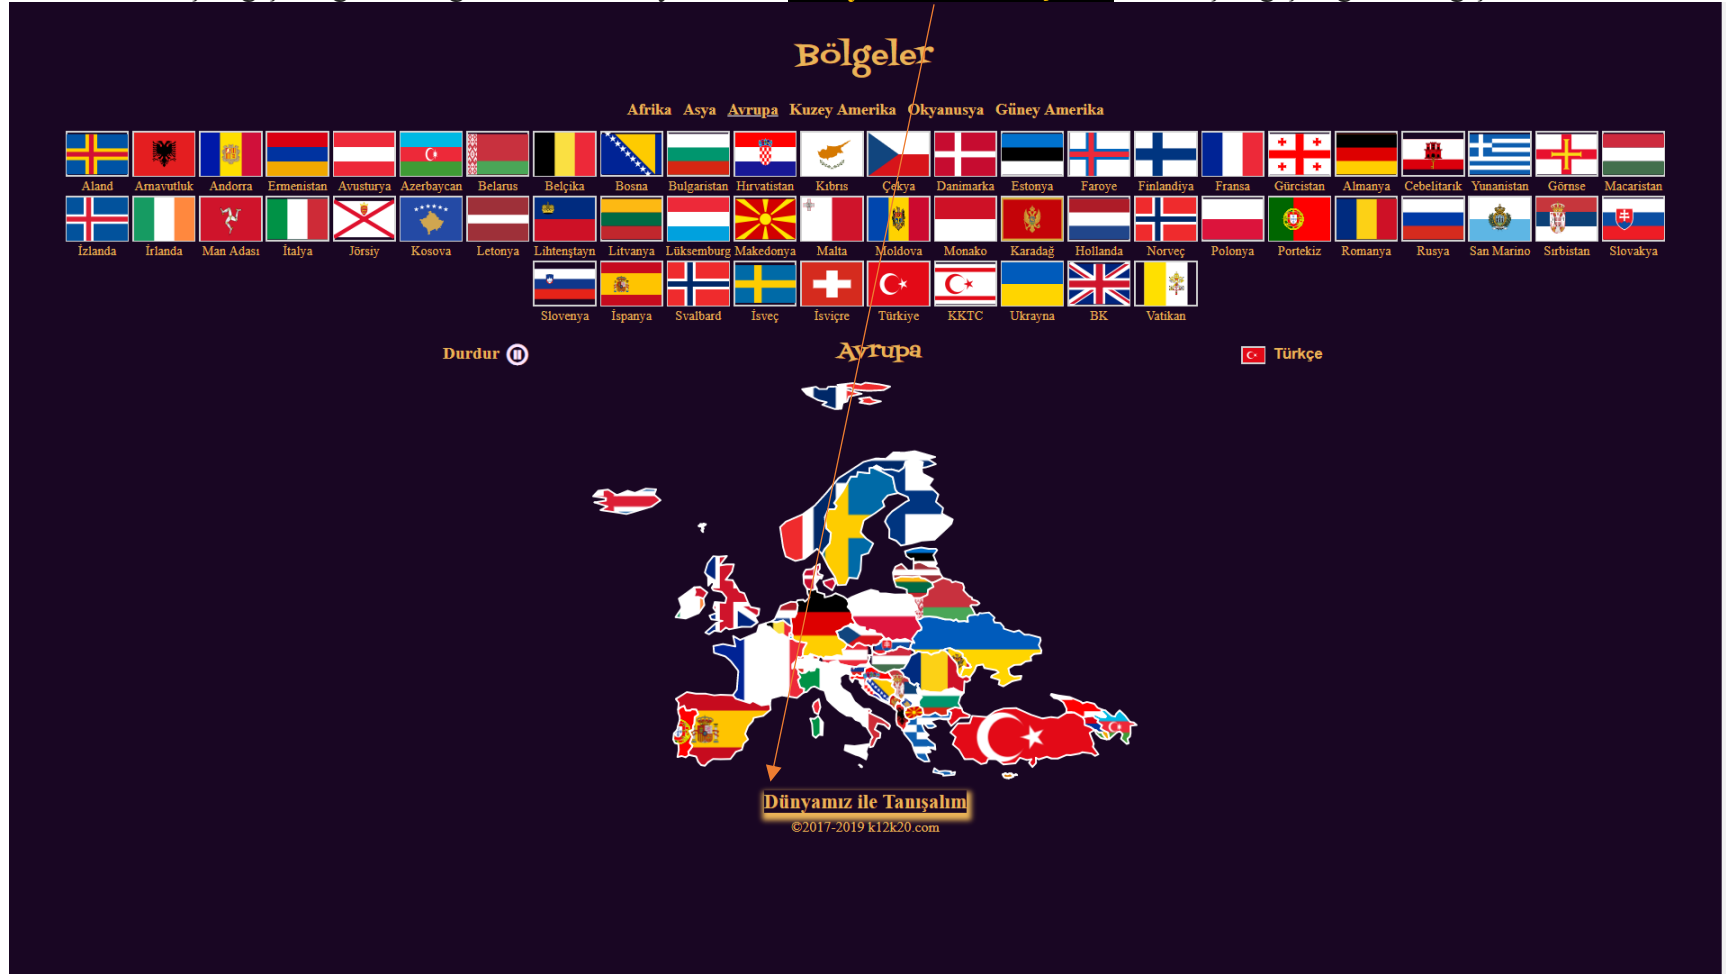 Bölgeler
Afrika Asya Avrupa Kuzey Amerika Okyanusya Güney Amerika
Aland Arnavutluk Andorra Ermenistan Avusturya Azerbaycan Belarus Belçika Bosna Bulgaristan Hırvatistan Kıbrıs Çekya Danimarka Estonya Faroye Finlandiya Fransa Gürcistan Almanya Cebelitarık Yunanistan Görnse Macaristan
İzlanda İrlanda Man Adası İtalya Jörsiy Kosova Letonya Lihtenştayn Litvanya Lüksemburg Makedonya Malta Moldova Monako Karadağ Hollanda Norveç Polonya Portekiz Romanya Rusya San Marino Sırbistan Slovakya
Slovenya İspanya Svalbard İsveç İsviçre Türkiye KKTC Ukrayna BK Vatikan
Durdur Avrupa Türkçe
Dünyamız ile Tanışalım
©2017-2019 k12k20.com